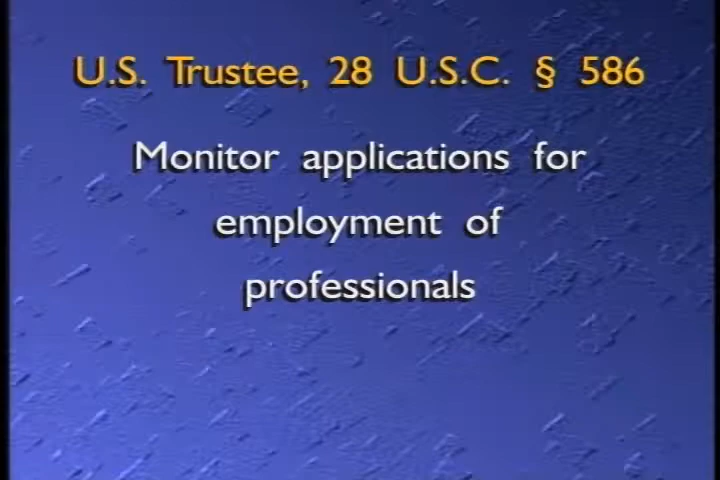 U.S. Trustee, 28 U.S.C. § 586
Monitor applications for
employment of
professionals